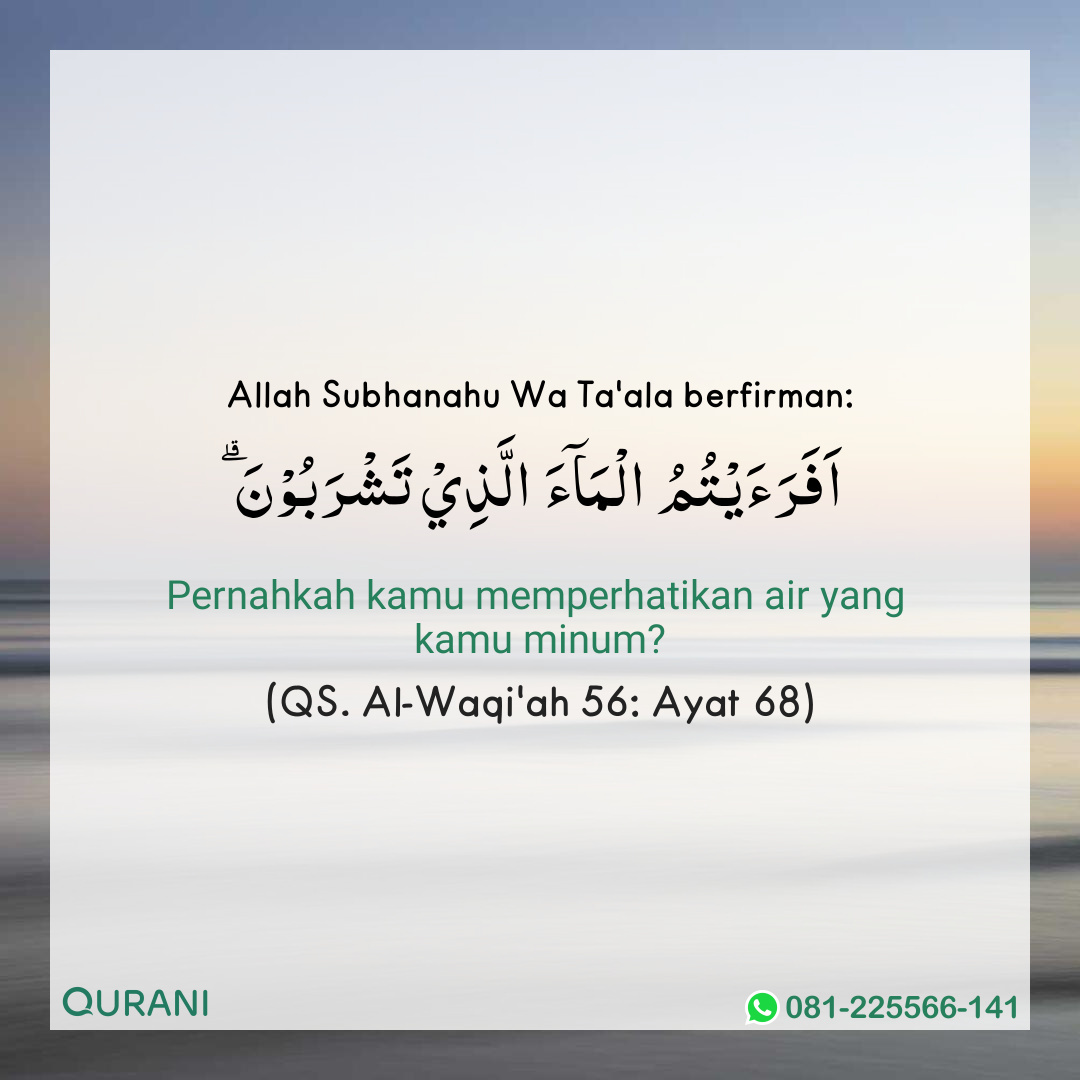 Allah Subhanahu Wa Ta'ala berfirman:
اَفَرَءَيْتُمُ الْمَآءَ الَّذِيْ تَشْرَبُوْنَۗ
Pernahkah kamu memperhatikan air yang
kamu minum?
(QS. Al-Waqi'ah 56: Ayat 68)
QURANI
081-225566-141